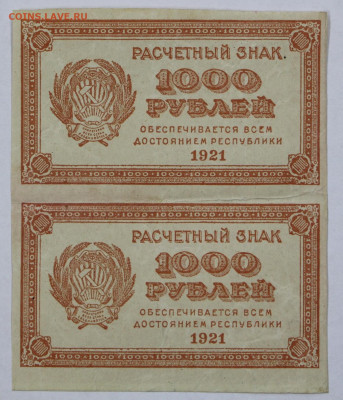 COINS.LAVE.RU
РАСЧЕТНЫЙ ЗНАК.
1000
РУБЛЕЙ
ОБЕСПЕЧИВАЕТСЯ ВСЕМ
ДОСТОЯНИЕМ РЕСПУБЛИКИ
1921
РАСЧЕТНЫЙ ЗНАК
1000
РУБЛЕЙ
ОБЕСПЕЧИВАЕТСЯ ВСЕМ
ДОСТОЯНИЕМ РЕСПУБЛИКИ
1921